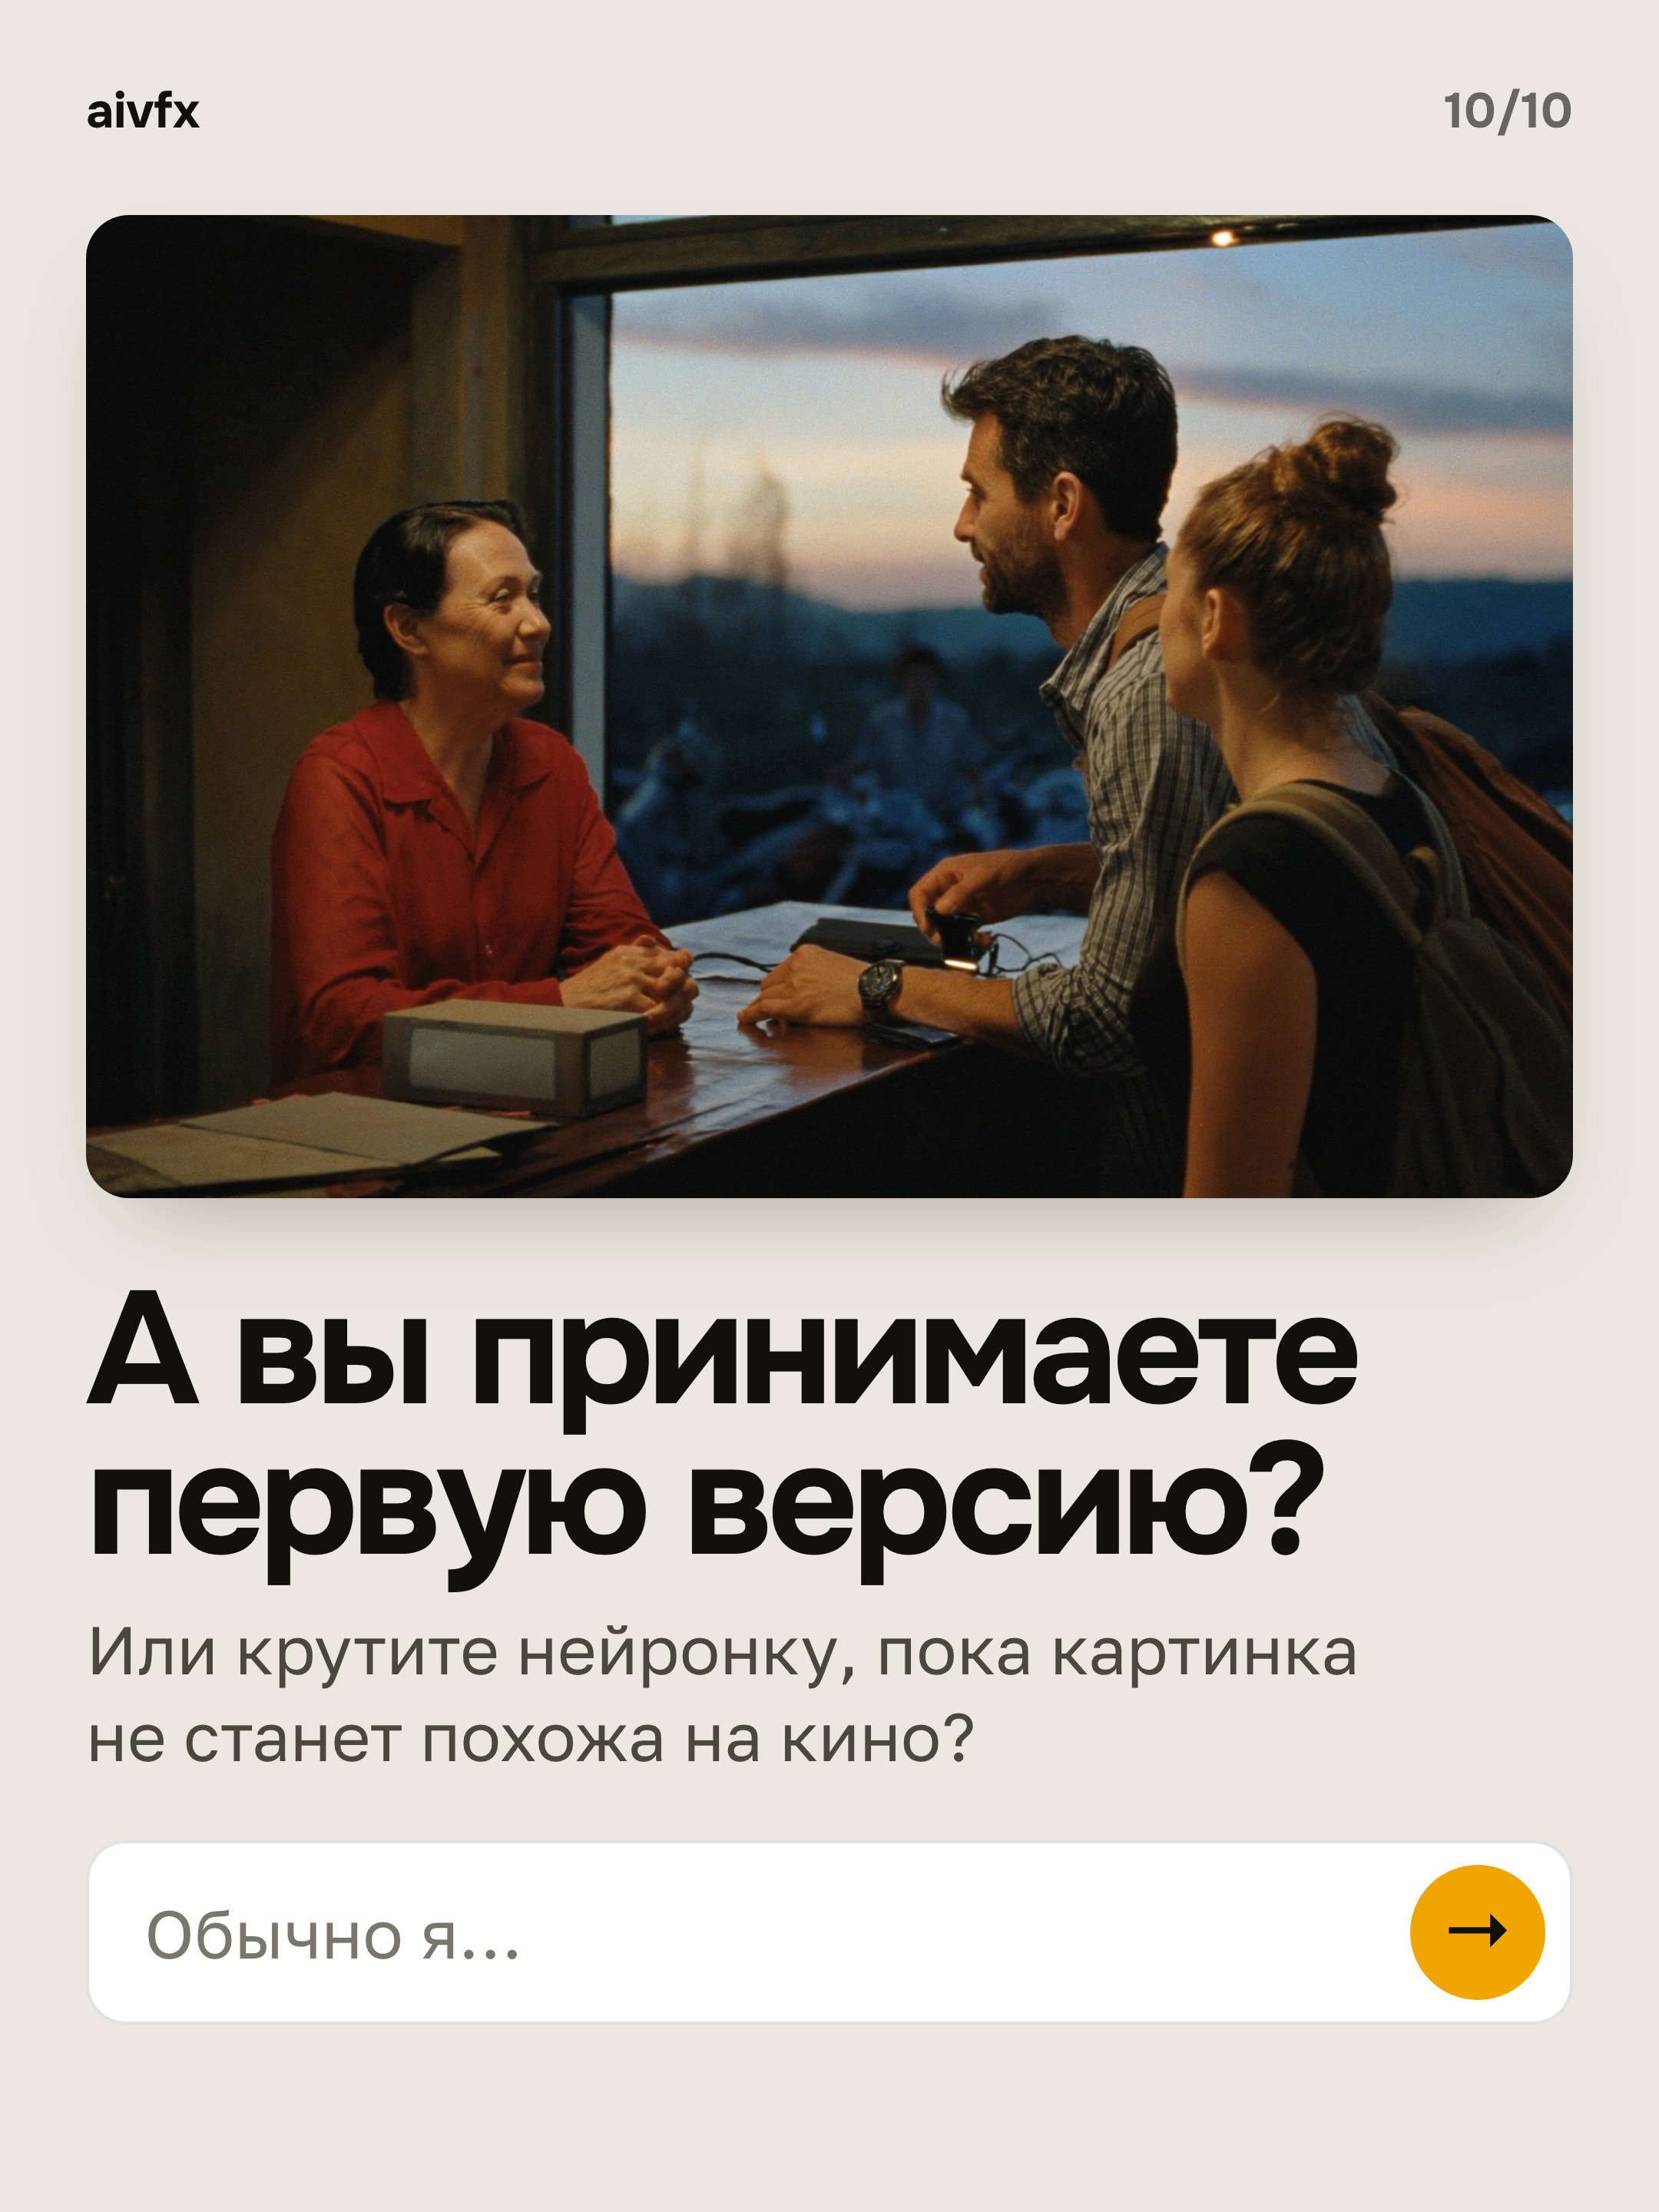 aivfx
10/10
А вы принимаете
первую версию?
Или крутите нейронку, пока картинка
не станет похожа на кино?
Обычно я...